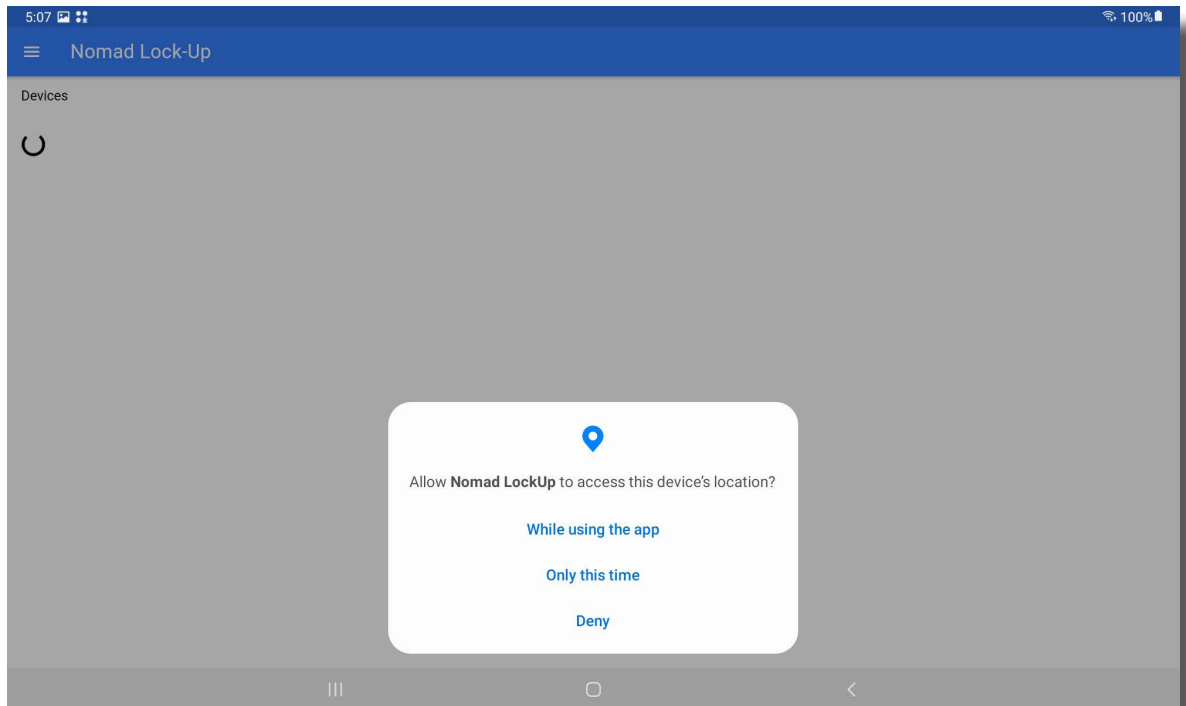 5:07 100%
Nomad Lock-Up
Devices
Allow Nomad LockUp to access this device's location?
While using the app
Only this time
Deny